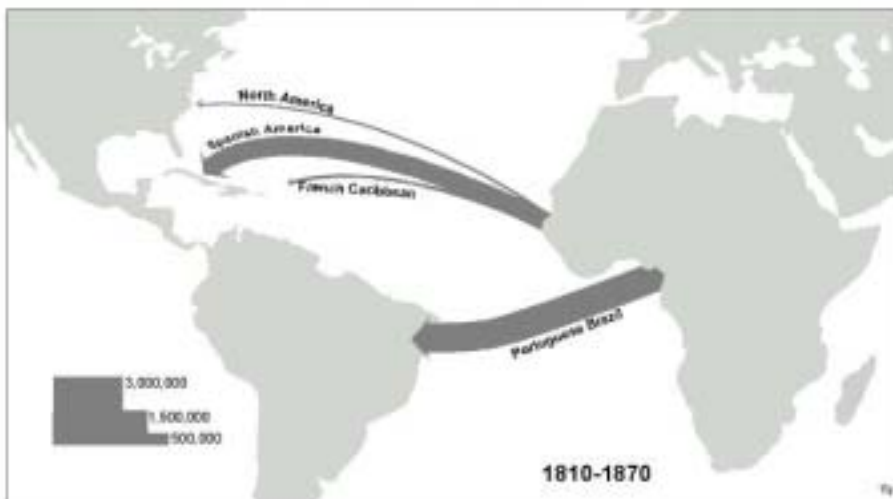 North America
Spanish America
French Caribbean
Portuguese Brazil
3,000,000
1,500,000
500,000
1810-1870